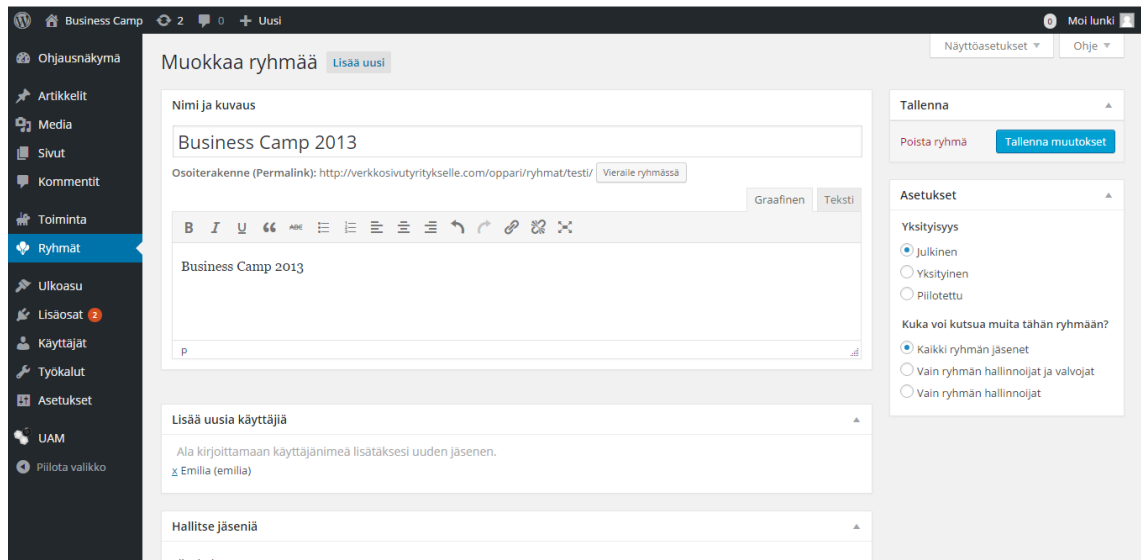 Business Camp 2 0 + Uusi 0 Moi lunki
Näyttöasetukset Ohje
Ohjausnäkymä
Artikkelit
Media
Sivut
Kommentit
Toiminta
Ryhmät
Ulkoasu
Lisäosat 2
Käyttäjät
Työkalut
Asetukset
UAM
Piilota valikko
Muokkaa ryhmää Lisää uusi
Nimi ja kuvaus
Business Camp 2013
Osoiterakenne (Permalink): http://verkkosivutyritykselle.com/oppari/ryhmat/testi/ Vieraile ryhmässä
Graafinen Teksti
B I U ABC
Business Camp 2013
p
Lisää uusia käyttäjiä
Ala kirjoittamaan käyttäjänimeä lisätäksesi uuden jäsenen.
x Emilia (emilia)
Hallitse jäseniä
Tallenna
Poista ryhmä Tallenna muutokset
Asetukset
Yksityisyys
Julkinen
Yksityinen
Piilotettu
Kuka voi kutsua muita tähän ryhmään?
Kaikki ryhmän jäsenet
Vain ryhmän hallinnoijat ja valvojat
Vain ryhmän hallinnoijat